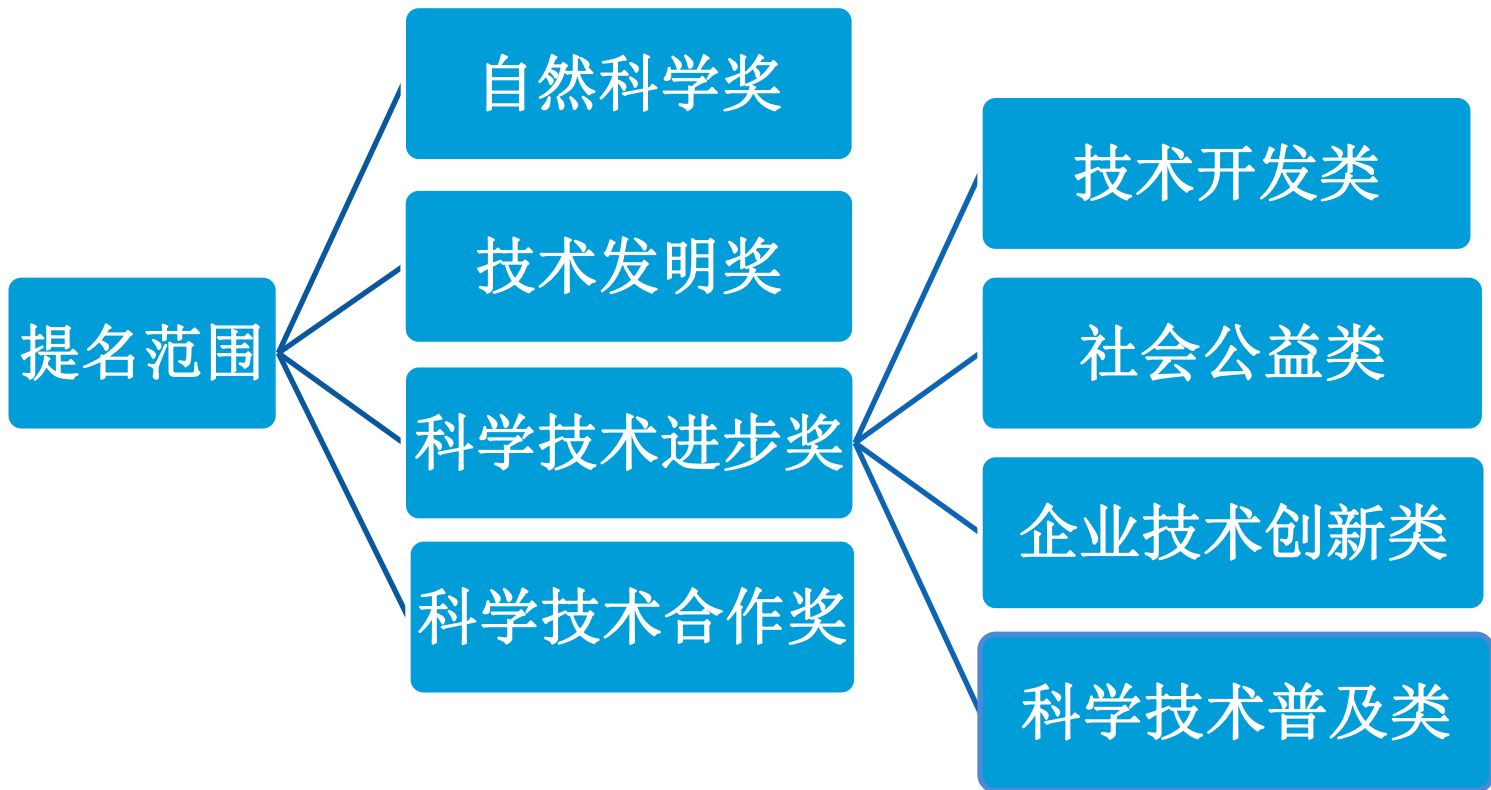 提名范围
自然科学奖
技术发明奖
科学技术进步奖
科学技术合作奖
技术开发类
社会公益类
企业技术创新类
科学技术普及类